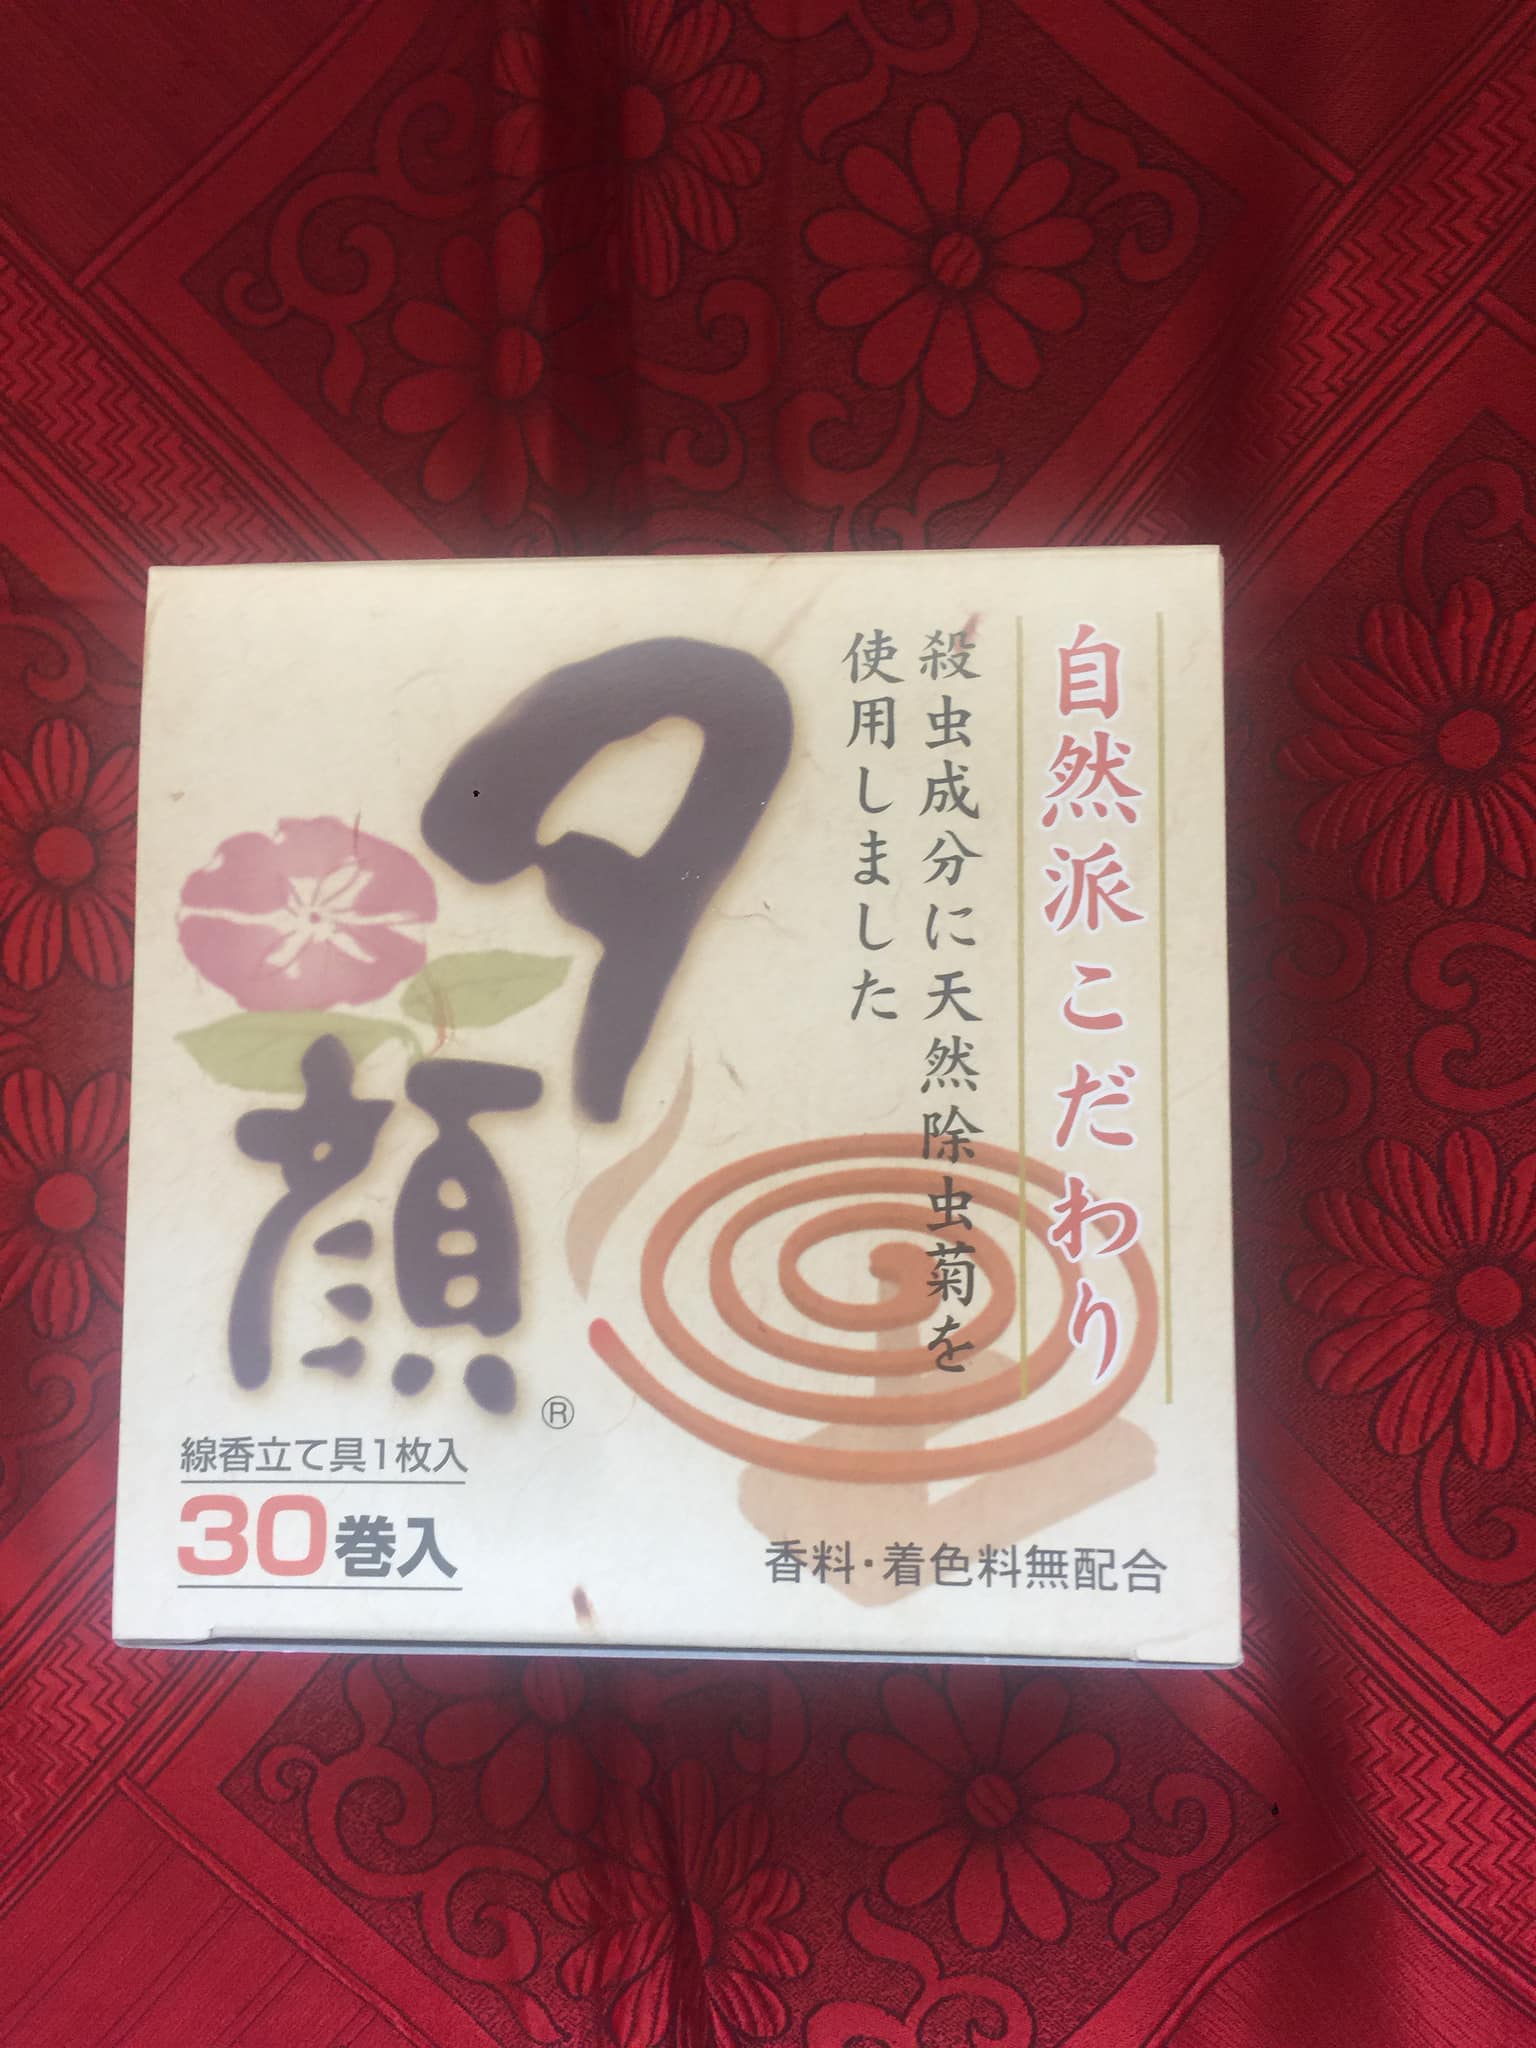 自然派こだわり
殺虫成分に天然除虫菊を
使用しました
夕顔®
線香立て具1枚入
30巻入
香料・着色料無配合